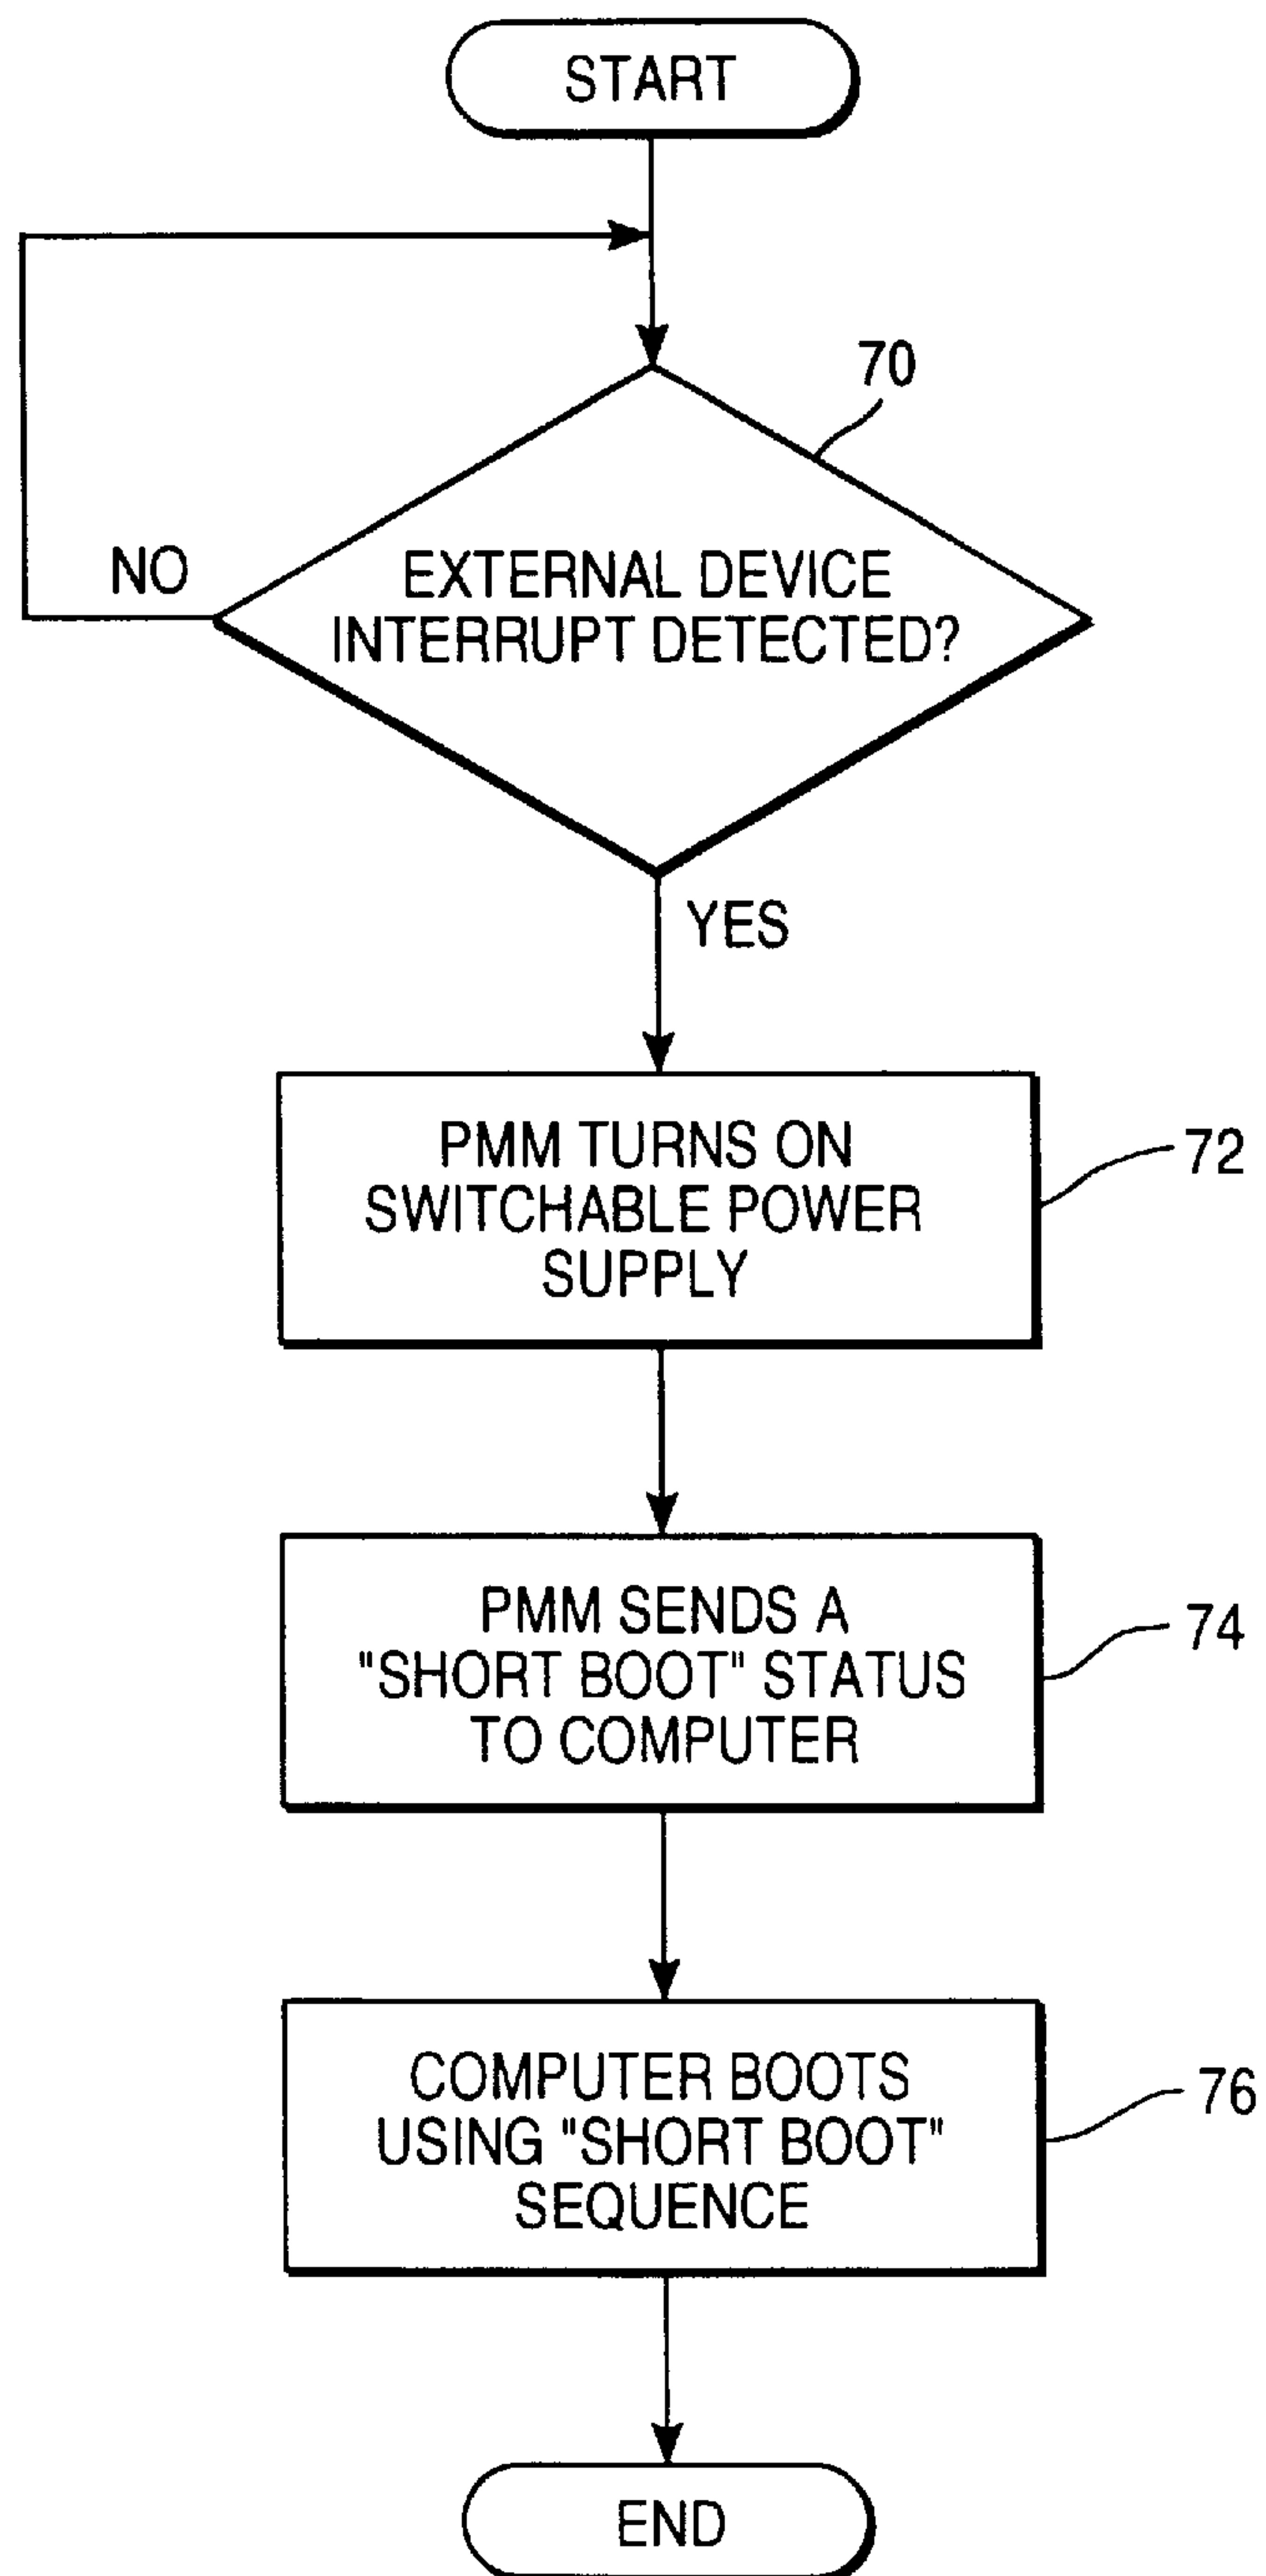 START
70
NO
EXTERNAL DEVICE
INTERRUPT DETECTED?
YES
PMM TURNS ON
SWITCHABLE POWER
SUPPLY
72
PMM SENDS A
"SHORT BOOT" STATUS
TO COMPUTER
74
COMPUTER BOOTS
USING "SHORT BOOT"
SEQUENCE
76
END